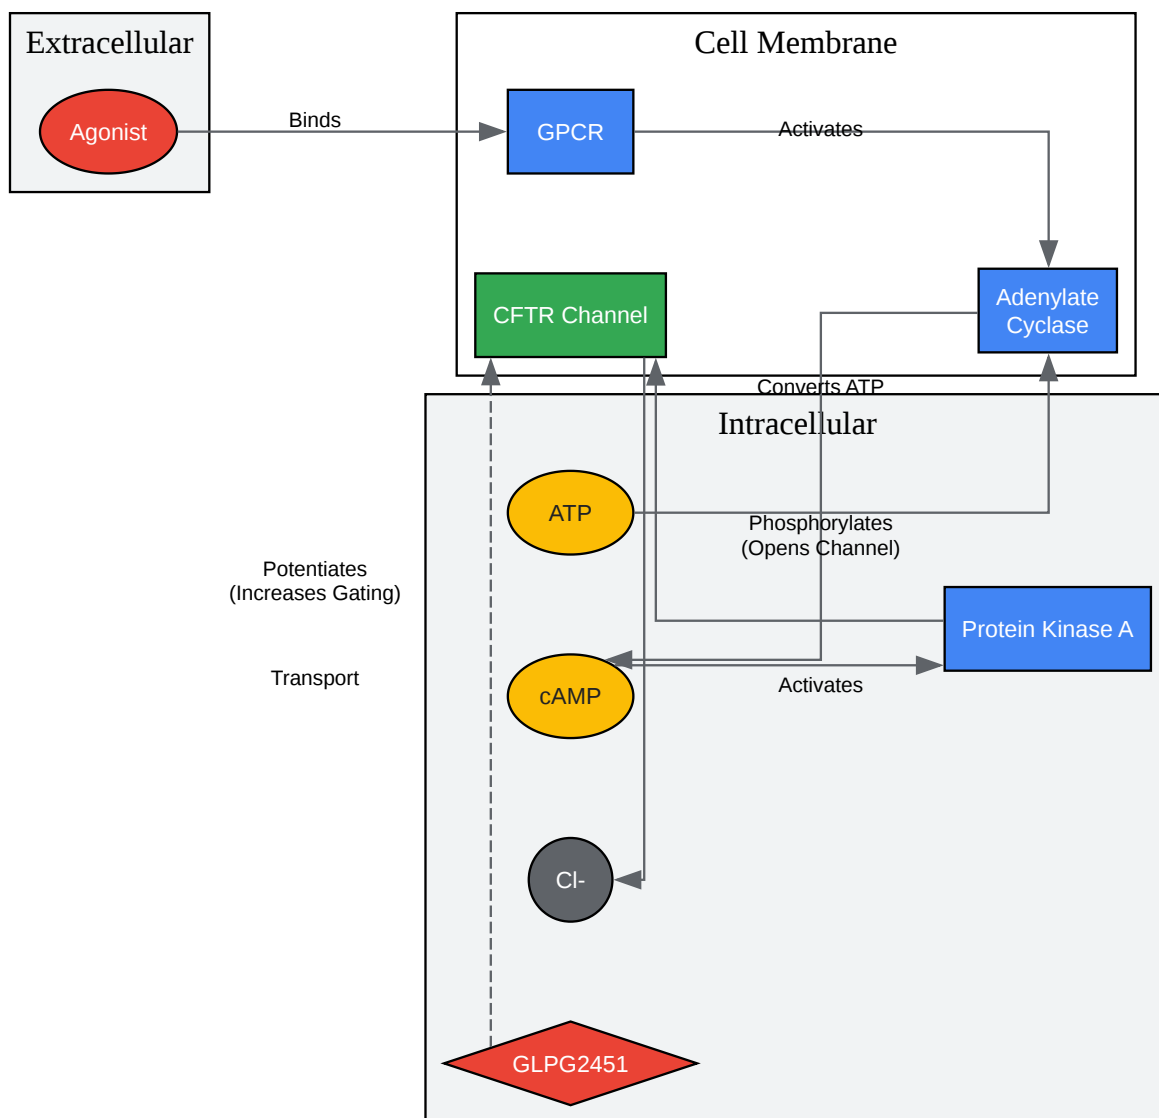 Extracellular
Cell Membrane
Agonist
Binds
GPCR
Activates
CFTR Channel
Adenylate
Cyclase
Converts ATP
Intracellular
ATP
Phosphorylates
(Opens Channel)
Potentiates
(Increases Gating)
Protein Kinase A
Transport
cAMP
Activates
Cl-
GLPG2451